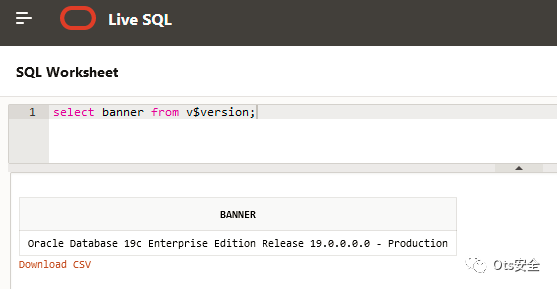 Live SQL
SQL Worksheet
1 select banner from v$version;
BANNER
Oracle Database 19c Enterprise Edition Release 19.0.0.0.0 - Production
Download CSV
Ots安全